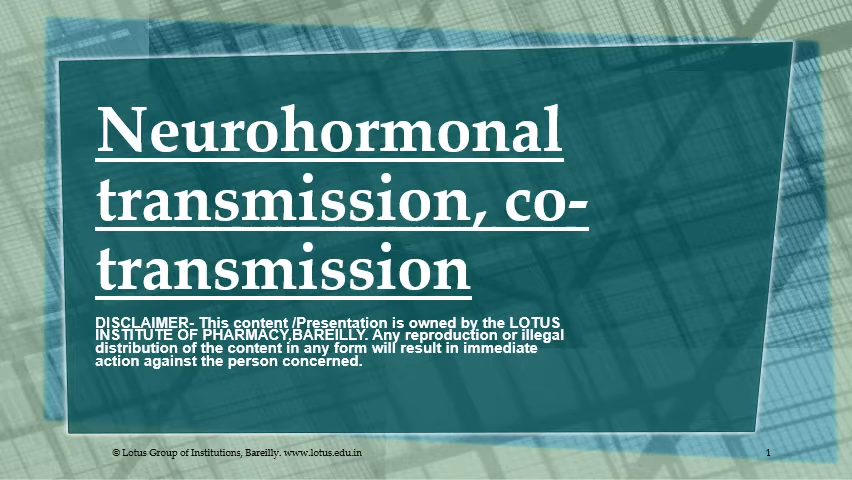 Neurohormonal
transmission, co-
transmission
DISCLAIMER- This content /Presentation is owned by the LOTUS
INSTITUTE OF PHARMACY,BAREILLY. Any reproduction or illegal
distribution of the content in any form will result in immediate
action against the person concerned.
© Lotus Group of Institutions, Bareilly. www.lotus.edu.in
1